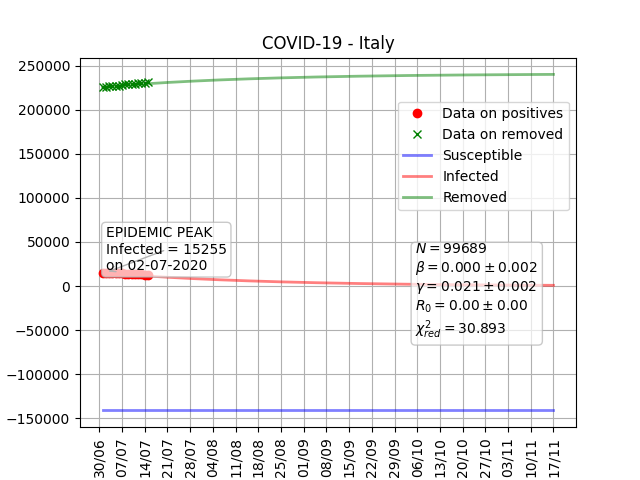 COVID-19 - Italy
250000
200000
150000
100000
50000
0
−50000
−100000
−150000
Data on positives
Data on removed
Susceptible
Infected
Removed
EPIDEMIC PEAK
Infected = 15255
on 02-07-2020
N = 99689
β = 0.000 ± 0.002
γ = 0.021 ± 0.002
R₀ = 0.00 ± 0.00
χ²red = 30.893
30/06
07/07
14/07
21/07
28/07
04/08
11/08
18/08
25/08
01/09
08/09
15/09
22/09
29/09
06/10
13/10
20/10
27/10
03/11
10/11
17/11